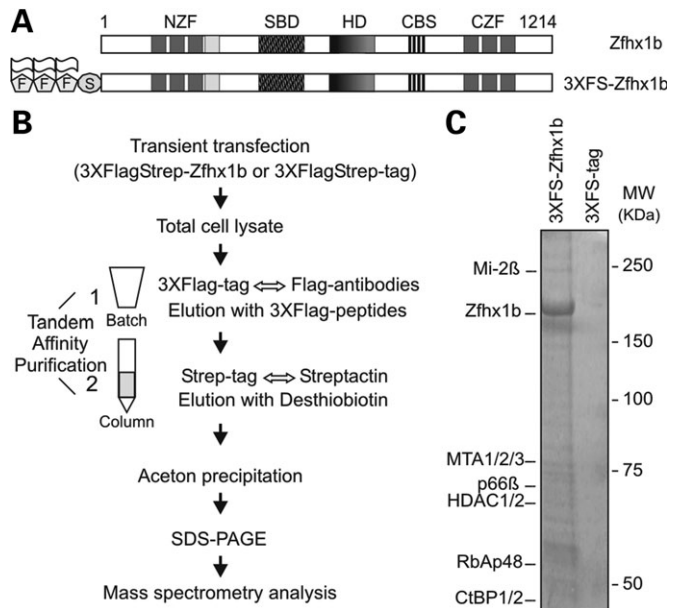 A
1 NZF SBD HD CBS CZF 1214
Zfhx1b
F F F S 3XFS-Zfhx1b
B
Transient transfection
(3XFlagStrep-Zfhx1b or 3XFlagStrep-tag)
Total cell lysate
3XFlag-tag ⇔ Flag-antibodies
Elution with 3XFlag-peptides
1
Batch
Tandem
Affinity
Purification
2
Column
Strep-tag ⇔ Streptactin
Elution with Desthiobiotin
Aceton precipitation
SDS-PAGE
Mass spectrometry analysis
C
3XFS-Zfhx1b
3XFS-tag
MW
(KDa)
Mi-2ß
Zfhx1b
MTA1/2/3
p66ß
HDAC1/2
RbAp48
CtBP1/2
250
150
100
75
50